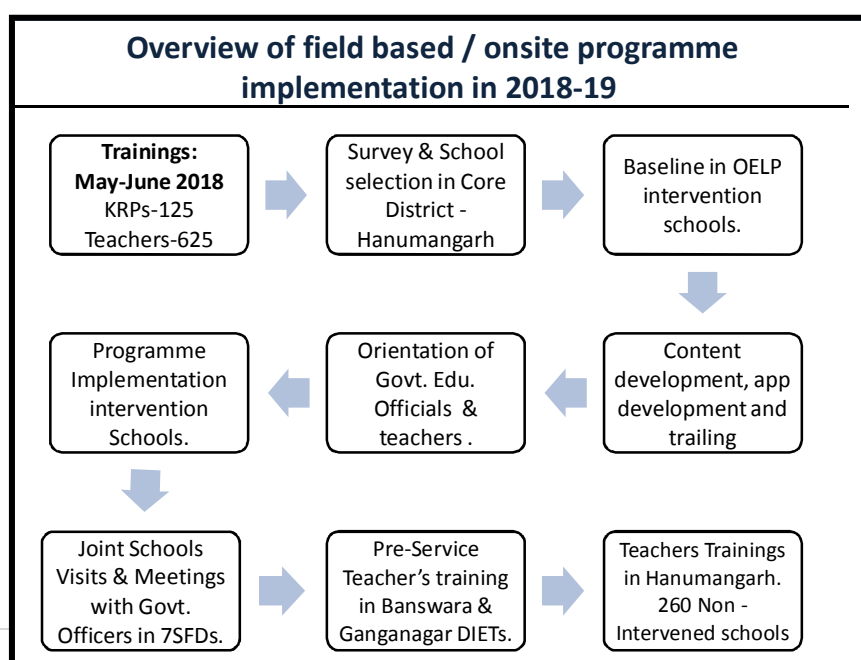 Overview of field based / onsite programme
implementation in 2018-19
Trainings:
May-June 2018
KRPs-125
Teachers-625
Survey & School
selection in Core
District -
Hanumangarh
Baseline in OELP
intervention
schools.
Content
development, app
development and
trailing
Orientation of
Govt. Edu.
Officials &
teachers .
Programme
Implementation
intervention
Schools.
Joint Schools
Visits & Meetings
with Govt.
Officers in 7SFDs.
Pre-Service
Teacher’s training
in Banswara &
Ganganagar DIETs.
Teachers Trainings
in Hanumangarh.
260 Non -
Intervened schools